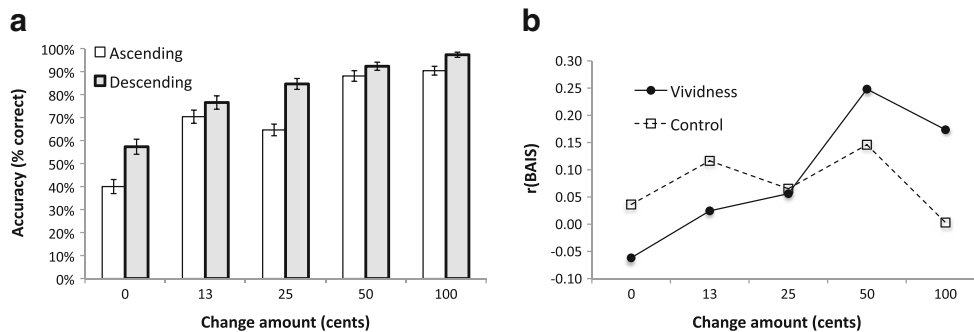 a
Accuracy (% correct)
100%
90%
80%
70%
60%
50%
40%
30%
20%
10%
0%
Ascending
Descending
0 13 25 50 100
Change amount (cents)
b
r(BAIS)
0.30
0.25
0.20
0.15
0.10
0.05
0.00
-0.05
-0.10
Vividness
Control
0 13 25 50 100
Change amount (cents)